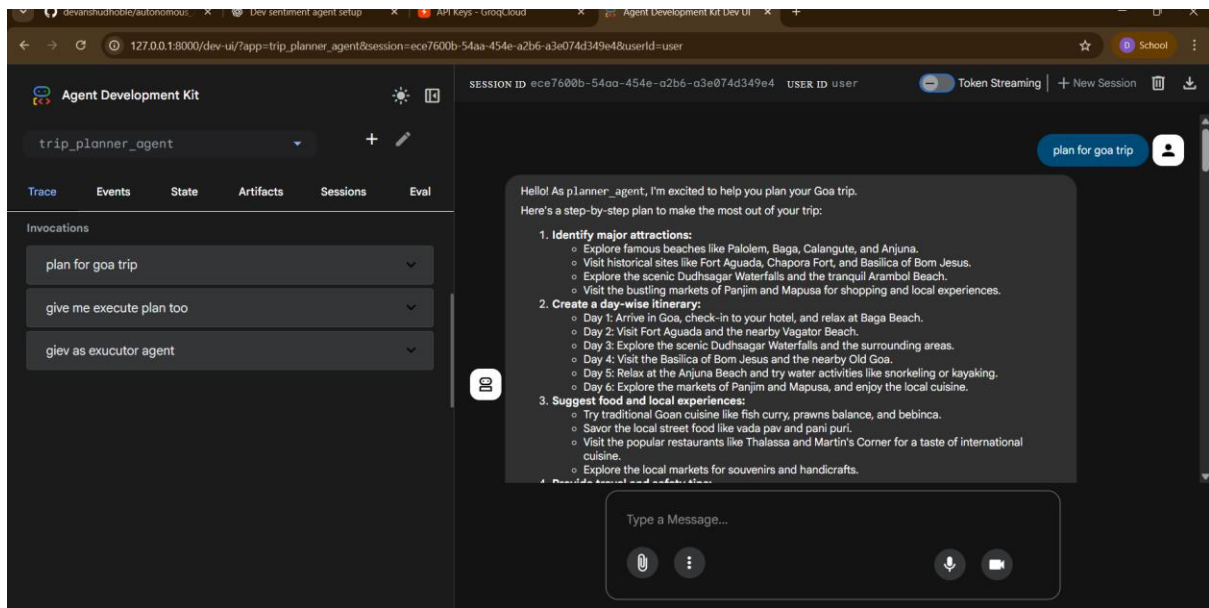 devanshudhoble/autonomous_
Dev sentiment agent setup
API Keys - GroqCloud
Agent Development Kit Dev UI
127.0.0.1:8000/dev-ui/?app=trip_planner_agent&session=ece7600b-54aa-454e-a2b6-a3e074d349e4&userId=user
D School
Agent Development Kit
trip_planner_agent
Trace Events State Artifacts Sessions Eval
Invocations
plan for goa trip
give me execute plan too
giev as exucutor agent
SESSION ID ece7600b-54aa-454e-a2b6-a3e074d349e4 USER ID user
Token Streaming
+ New Session
plan for goa trip
Hello! As planner_agent, I'm excited to help you plan your Goa trip.
Here's a step-by-step plan to make the most out of your trip:
1. Identify major attractions:
Explore famous beaches like Palolem, Baga, Calangute, and Anjuna.
Visit historical sites like Fort Aguada, Chapora Fort, and Basilica of Bom Jesus.
Explore the scenic Dudhsagar Waterfalls and the tranquil Arambol Beach.
Visit the bustling markets of Panjim and Mapusa for shopping and local experiences.
2. Create a day-wise itinerary:
Day 1: Arrive in Goa, check-in to your hotel, and relax at Baga Beach.
Day 2: Visit Fort Aguada and the nearby Vagator Beach.
Day 3: Explore the scenic Dudhsagar Waterfalls and the surrounding areas.
Day 4: Visit the Basilica of Bom Jesus and the nearby Old Goa.
Day 5: Relax at the Anjuna Beach and try water activities like snorkeling or kayaking.
Day 6: Explore the markets of Panjim and Mapusa, and enjoy the local cuisine.
3. Suggest food and local experiences:
Try traditional Goan cuisine like fish curry, prawns balance, and bebinca.
Savor the local street food like vada pav and pani puri.
Visit the popular restaurants like Thalassa and Martin's Corner for a taste of international
cuisine.
Explore the local markets for souvenirs and handicrafts.
4. Provide travel and safety tips:
Type a Message...